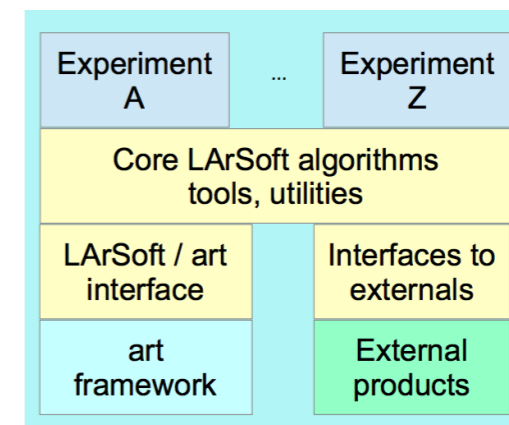 Experiment
A
...
Experiment
Z
Core LArSoft algorithms
tools, utilities
LArSoft / art
interface
Interfaces to
externals
art
framework
External
products